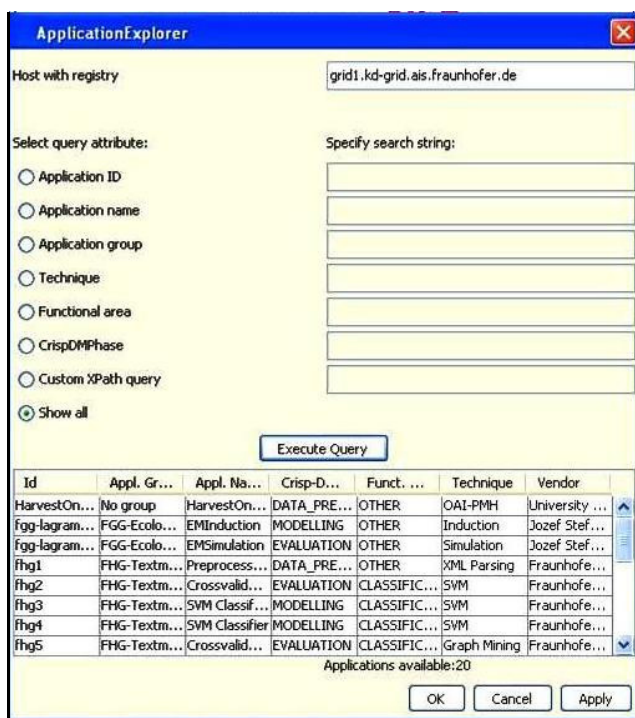 ApplicationExplorer
Host with registry grid1.kd-grid.ais.fraunhofer.de
Select query attribute: Specify search string:
Application ID
Application name
Application group
Technique
Functional area
CrispDMPhase
Custom XPath query
Show all
Execute Query
Id Appl. Gr... Appl. Na... Crisp-D... Funct. ... Technique Vendor
HarvestOn... No group HarvestOn... DATA_PRE... OTHER OAI-PMH University ...
fgg-lagram... FGG-Ecolo... EMInduction MODELLING OTHER Induction Jozef Stef...
fgg-lagram... FGG-Ecolo... EMSimulation EVALUATION OTHER Simulation Jozef Stef...
fhg1 FHG-Textm... Preprocess... DATA_PRE... OTHER XML Parsing Fraunhofe...
fhg2 FHG-Textm... Crossvalid... EVALUATION CLASSIFIC... SVM Fraunhofe...
fhg3 FHG-Textm... SVM Classif... MODELLING CLASSIFIC... SVM Fraunhofe...
fhg4 FHG-Textm... SVM Classifier MODELLING CLASSIFIC... SVM Fraunhofe...
fhg5 FHG-Textm... Crossvalid... EVALUATION CLASSIFIC... Graph Mining Fraunhofe...
Applications available:20
OK Cancel Apply